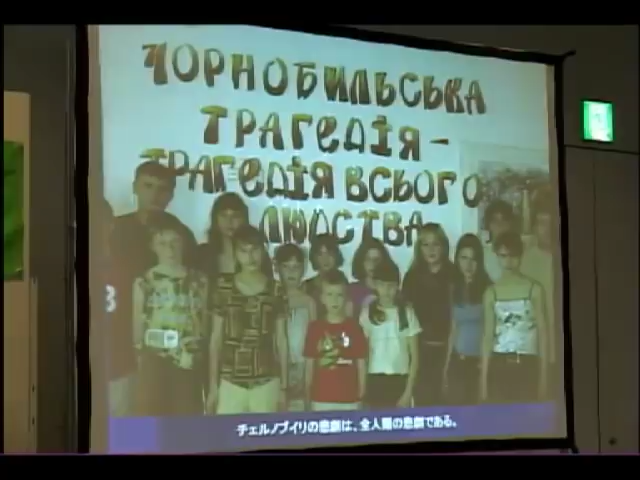 ЧОРНОБИЛЬСЬКА
ТРАГЕДІЯ –
ТРАГЕДІЯ ВСЬОГО
ЛЮДСТВА
チェルノブイリの悲劇は、全人類の悲劇である。